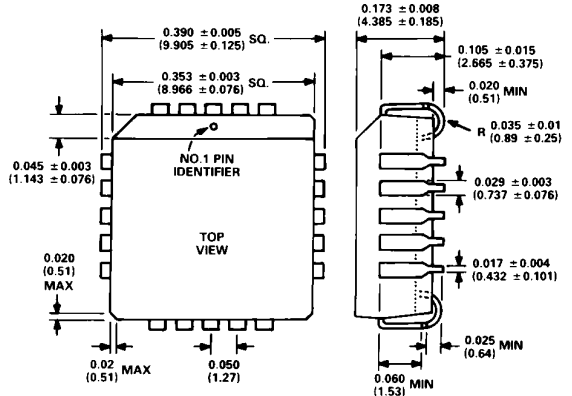 0.390 ± 0.005
(9.905 ± 0.125) SQ.
0.353 ± 0.003
(8.966 ± 0.076) SQ.
0.173 ± 0.008
(4.385 ± 0.185)
0.105 ± 0.015
(2.665 ± 0.375)
0.020
(0.51) MIN
R 0.035 ± 0.01
(0.89 ± 0.25)
0.045 ± 0.003
(1.143 ± 0.076)
NO.1 PIN
IDENTIFIER
0.029 ± 0.003
(0.737 ± 0.076)
TOP
VIEW
0.020
(0.51)
MAX
0.017 ± 0.004
(0.432 ± 0.101)
0.02
(0.51) MAX
0.050
(1.27)
0.025
(0.64) MIN
0.060
(1.53) MIN